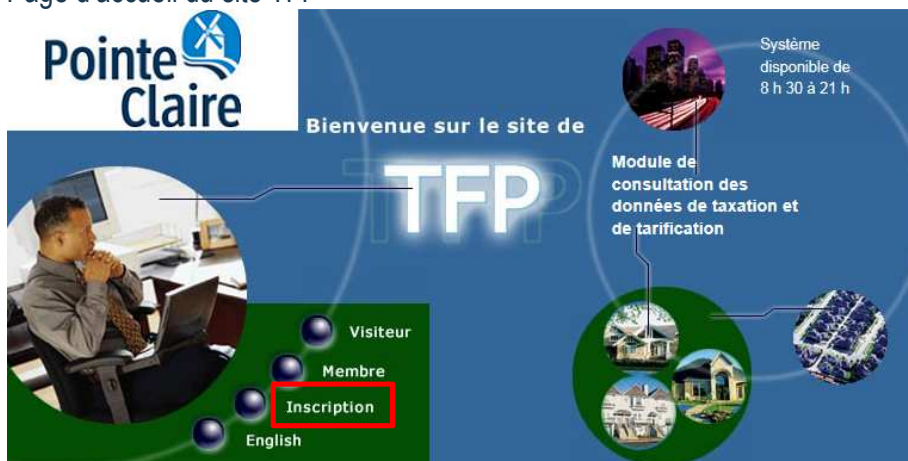 Page d'accueil du site TFP
Pointe
Claire
Bienvenue sur le site de
TFP
Système
disponible de
8 h 30 à 21 h
Module de
consultation des
données de taxation et
de tarification
Visiteur
Membre
Inscription
English